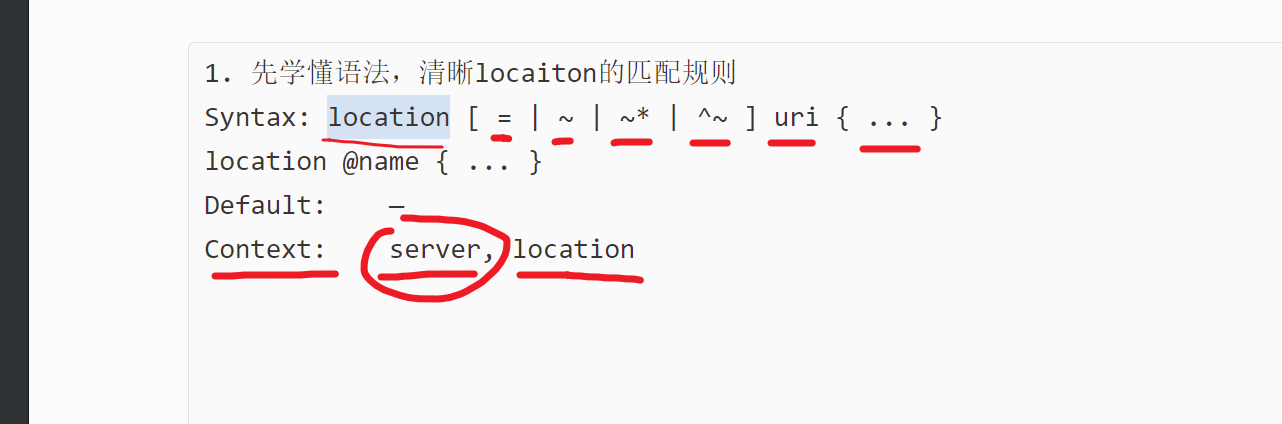 1. 先学懂语法，清晰locaiton的匹配规则
Syntax: location [ = | ~ | ~* | ^~ ] uri { ... }
location @name { ... }
Default: —
Context: server, location